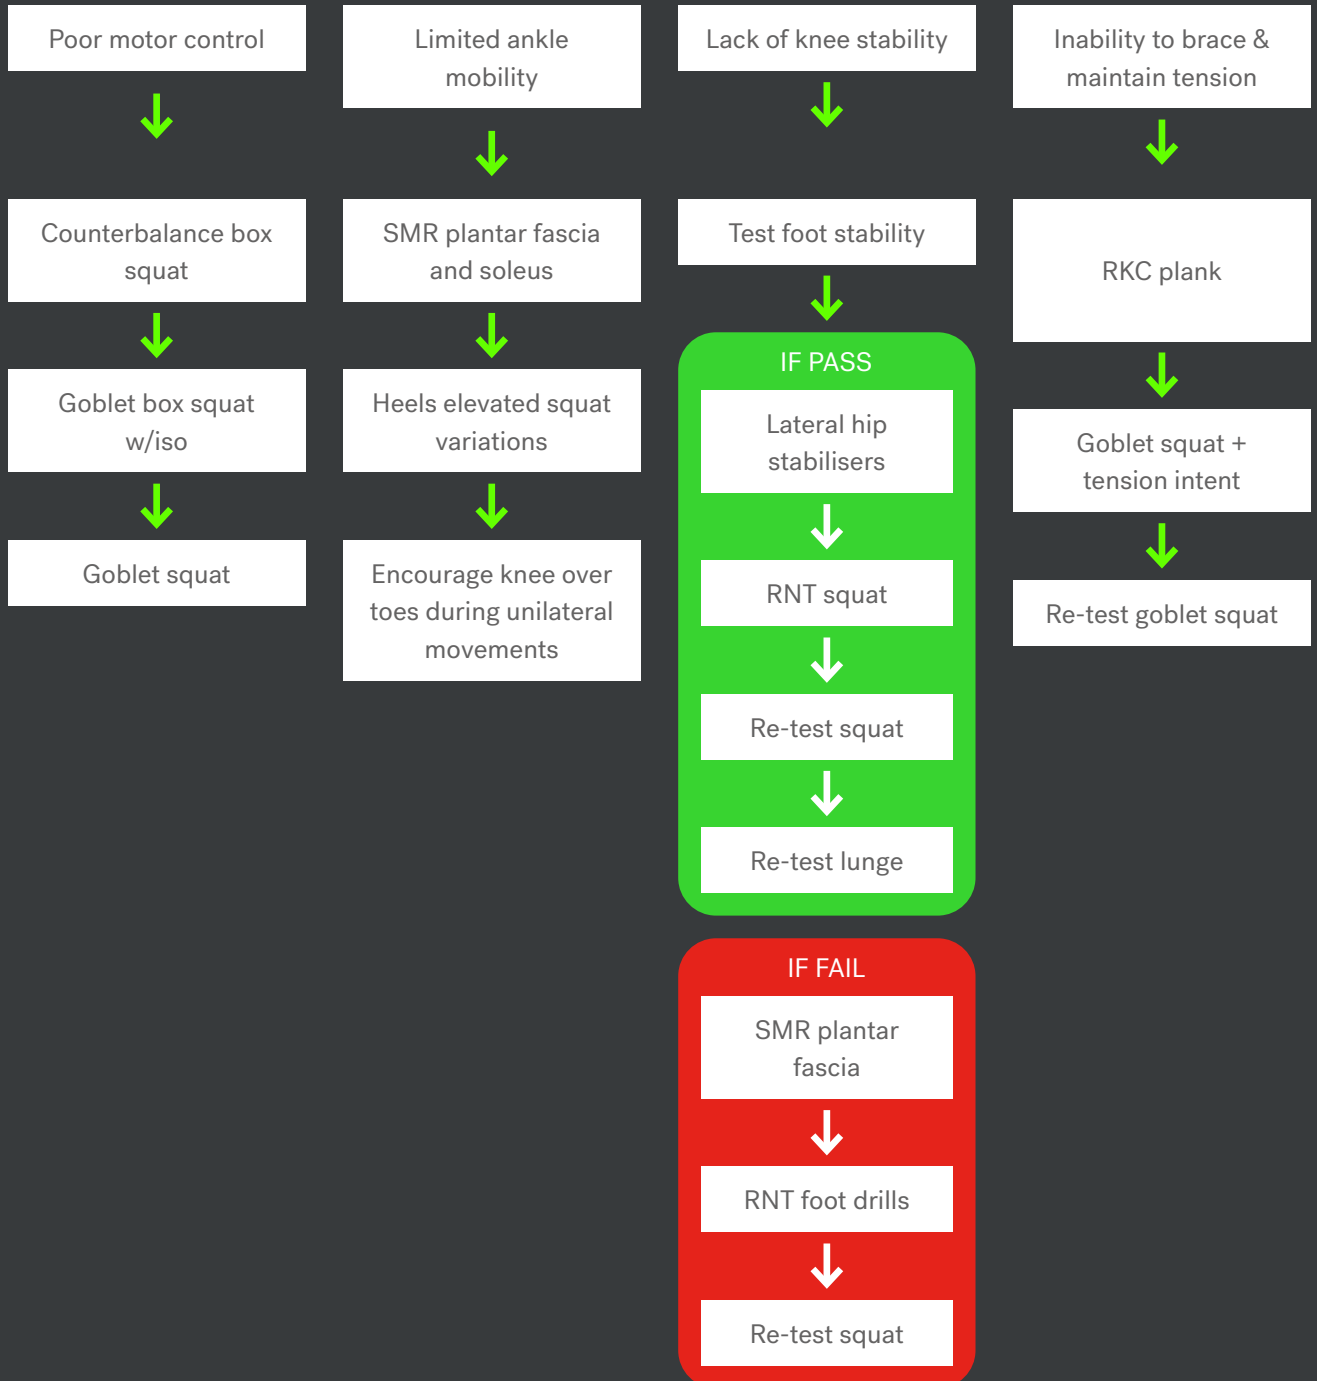 Poor motor control
Counterbalance box
squat
Goblet box squat
w/iso
Goblet squat
Limited ankle
mobility
SMR plantar fascia
and soleus
Heels elevated squat
variations
Encourage knee over
toes during unilateral
movements
Lack of knee stability
Test foot stability
IF PASS
Lateral hip
stabilisers
RNT squat
Re-test squat
Re-test lunge
IF FAIL
SMR plantar
fascia
RNT foot drills
Re-test squat
Inability to brace &
maintain tension
RKC plank
Goblet squat +
tension intent
Re-test goblet squat